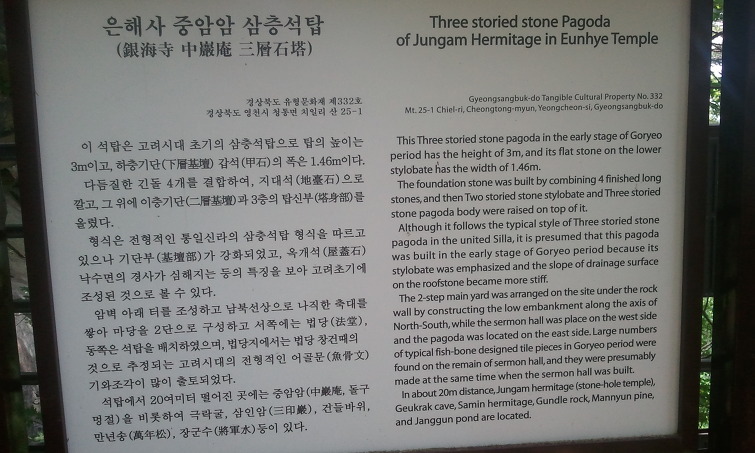 은해사 중암암 삼층석탑
(銀海寺 中巖庵 三層石塔)
경상북도 유형문화재 제332호
경상북도 영천시 청통면 치일리 산 25-1
이 석탑은 고려시대 초기의 삼층석탑으로 탑의 높이는
3m이고, 하층기단(下層基壇) 갑석(甲石)의 폭은 1.46m이다.
다듬질한 긴돌 4개를 결합하여, 지대석(地臺石)으로
깔고, 그 위에 이층기단(二層基壇)과 3층의 탑신부(塔身部)를
올렸다.
형식은 전형적인 통일신라의 삼층석탑 형식을 따르고
있으나 기단부(基壇部)가 강화되었고, 옥개석(屋蓋石)
낙수면의 경사가 심해지는 등의 특징을 보아 고려초기에
조성된 것으로 볼 수 있다.
암벽 아래 터를 조성하고 남북선상으로 나직한 축대를
쌓아 마당을 2단으로 구성하고 서쪽에는 법당(法堂),
동쪽은 석탑을 배치하였으며, 법당지에서는 법당 창건때의
것으로 추정되는 고려시대의 전형적인 어골문(魚骨文)
기와조각이 많이 출토되었다.
석탑에서 20여미터 떨어진 곳에는 중암암(中巖庵, 돌구
멍절)을 비롯하여 극락굴, 삼인암(三印巖), 건들바위,
만년송(萬年松), 장군수(將軍水)등이 있다.
Three storied stone Pagoda
of Jungam Hermitage in Eunhye Temple
Gyeongsangbuk-do Tangible Cultural Property No. 332
Mt. 25-1 Chiel-ri, Cheongtong-myun, Yeongcheon-si, Gyeongsangbuk-do
This Three storied stone pagoda in the early stage of Goryeo
period has the height of 3m, and its flat stone on the lower
stylobate has the width of 1.46m.
The foundation stone was built by combining 4 finished long
stones, and then Two storied stone stylobate and Three storied
stone pagoda body were raised on top of it.
Although it follows the typical style of Three storied stone
pagoda in the united Silla, it is presumed that this pagoda
was built in the early stage of Goryeo period because its
stylobate was emphasized and the slope of drainage surface
on the roofstone became more stiff.
The 2-step main yard was arranged on the site under the rock
wall by constructing the low embankment along the axis of
North-South, while the sermon hall was place on the west side
and the pagoda was located on the east side. Large numbers
of typical fish-bone designed tile pieces in Goryeo period were
found on the remain of sermon hall, and they were presumably
made at the same time when the sermon hall was built.
In about 20m distance, Jungam hermitage (stone-hole temple),
Geukrak cave, Samin hermitage, Gundle rock, Mannyun pine,
and Janggun pond are located.